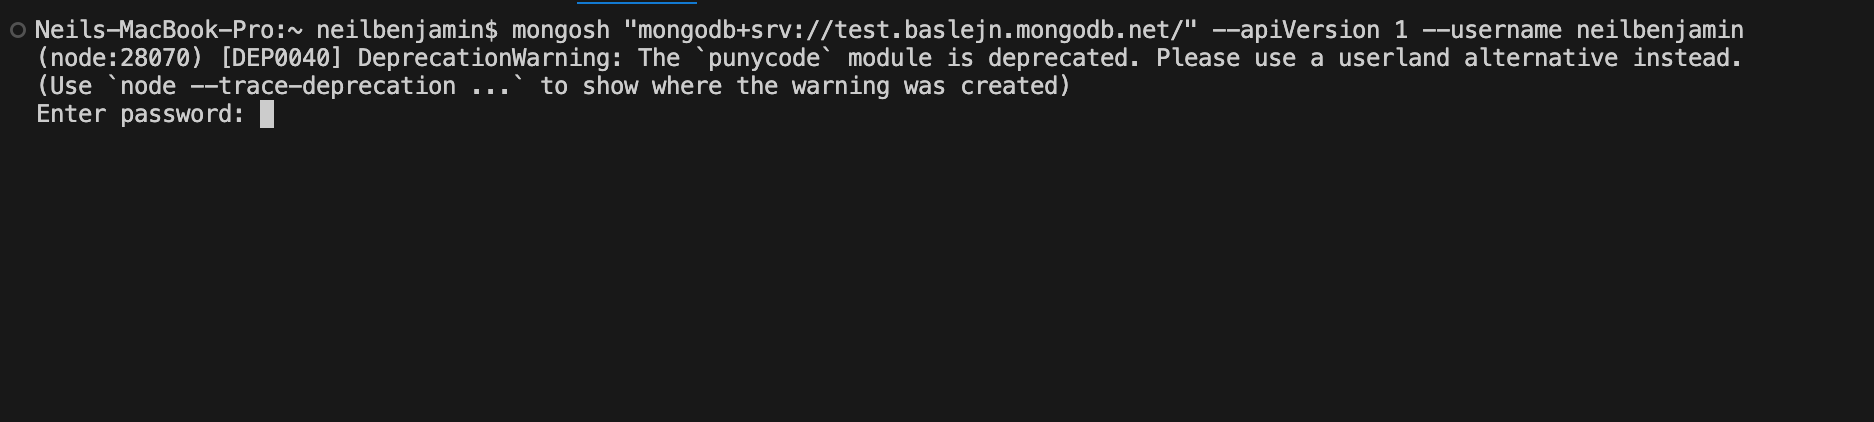 Neils-MacBook-Pro:~ neilbenjamin$ mongosh "mongodb+srv://test.baslejn.mongodb.net/" --apiVersion 1 --username neilbenjamin
(node:28070) [DEP0040] DeprecationWarning: The `punycode` module is deprecated. Please use a userland alternative instead.
(Use `node --trace-deprecation ...` to show where the warning was created)
Enter password: